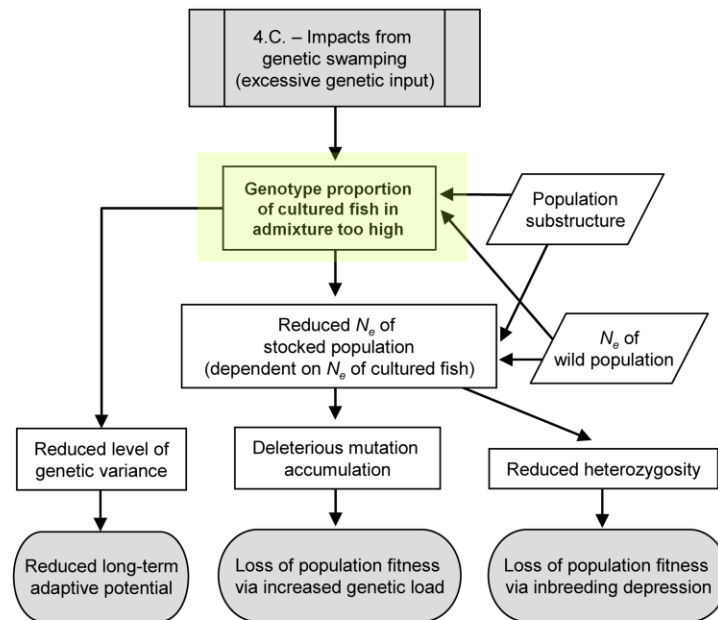 4.C. – Impacts from
genetic swamping
(excessive genetic input)
Genotype proportion
of cultured fish in
admixture too high
Population
substructure
Reduced Ne of
stocked population
(dependent on Ne of cultured fish)
Ne of
wild population
Reduced level of
genetic variance
Deleterious mutation
accumulation
Reduced heterozygosity
Reduced long-term
adaptive potential
Loss of population fitness
via increased genetic load
Loss of population fitness
via inbreeding depression